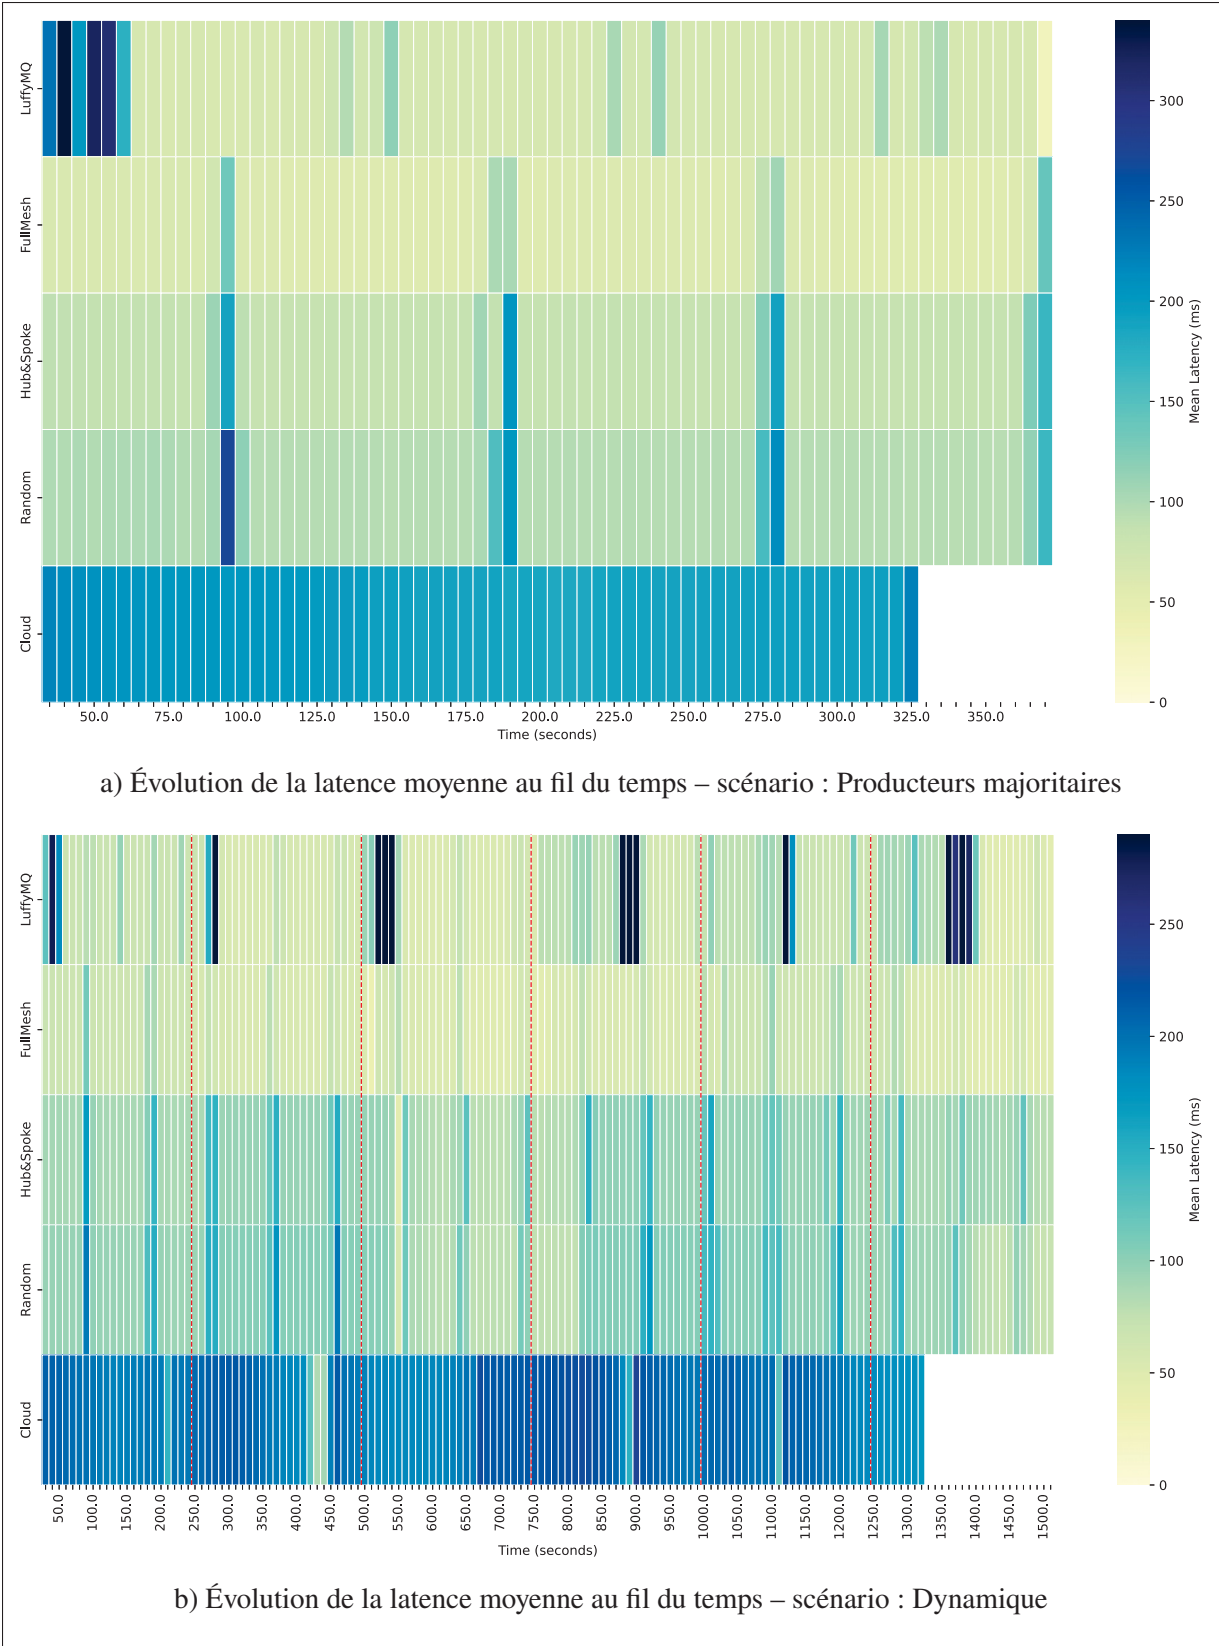 LuffyMQ
FullMesh
Hub&Spoke
Random
Cloud
50.0 75.0 100.0 125.0 150.0 175.0 200.0 225.0 250.0 275.0 300.0 325.0 350.0
Time (seconds)
300
250
200
150
100
50
0
Mean Latency (ms)
a) Évolution de la latence moyenne au fil du temps – scénario : Producteurs majoritaires
LuffyMQ
FullMesh
Hub&Spoke
Random
Cloud
50.0 100.0 150.0 200.0 250.0 300.0 350.0 400.0 450.0 500.0 550.0 600.0 650.0 700.0 750.0 800.0 850.0 900.0 950.0 1000.0 1050.0 1100.0 1150.0 1200.0 1250.0 1300.0 1350.0 1400.0 1450.0 1500.0
Time (seconds)
250
200
150
100
50
0
Mean Latency (ms)
b) Évolution de la latence moyenne au fil du temps – scénario : Dynamique